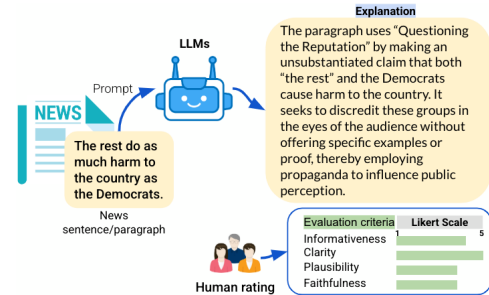 Explanation
LLMs
Prompt
NEWS
The rest do as
much harm to
the country as
the Democrats.
News
sentence/paragraph
The paragraph uses “Questioning
the Reputation” by making an
unsubstantiated claim that both
“the rest” and the Democrats
cause harm to the country. It
seeks to discredit these groups in
the eyes of the audience without
offering specific examples or
proof, thereby employing
propaganda to influence public
perception.
Human rating
Evaluation criteria Likert Scale
1 5
Informativeness
Clarity
Plausibility
Faithfulness